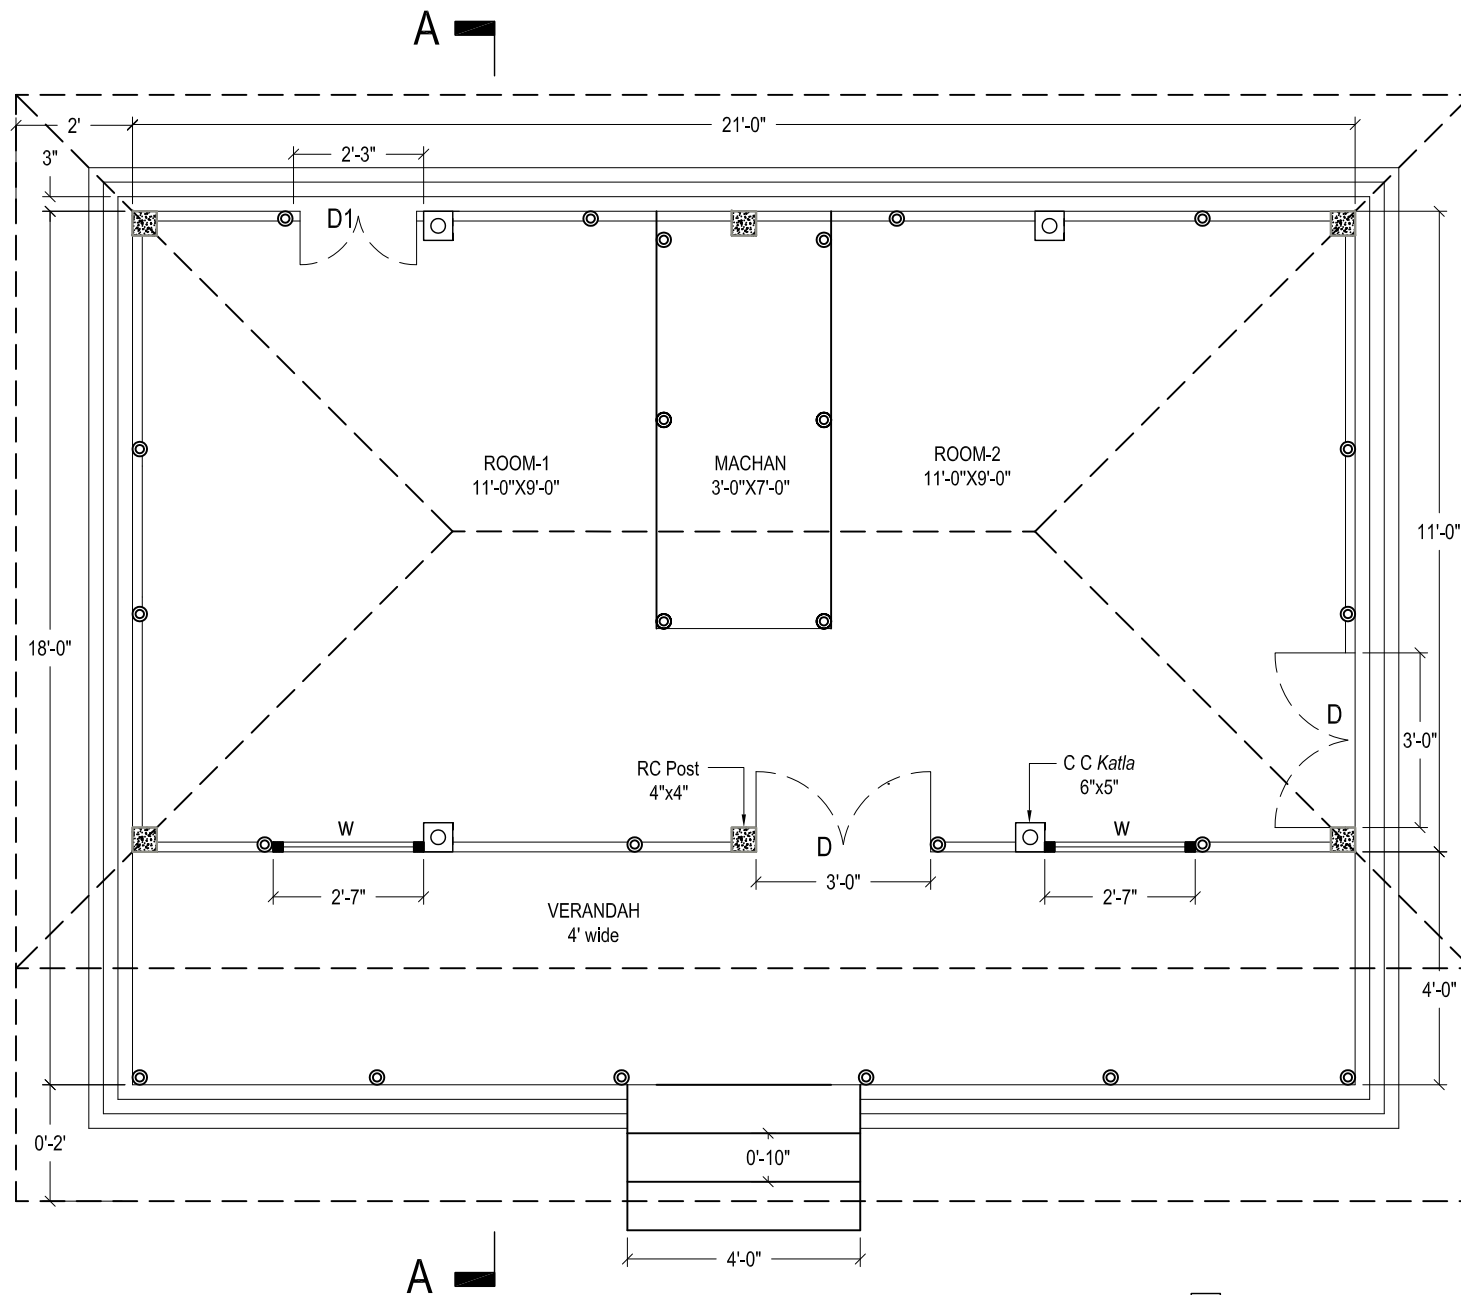 A
2'
21'-0"
3"
2'-3"
D1
ROOM-1
11'-0"X9'-0"
MACHAN
3'-0"X7'-0"
ROOM-2
11'-0"X9'-0"
11'-0"
18'-0"
D
3'-0"
RC Post
4"x4"
C C Katla
6"x5"
W
D
W
2'-7"
3'-0"
2'-7"
VERANDAH
4' wide
4'-0"
0'-2'
0'-10"
4'-0"
A